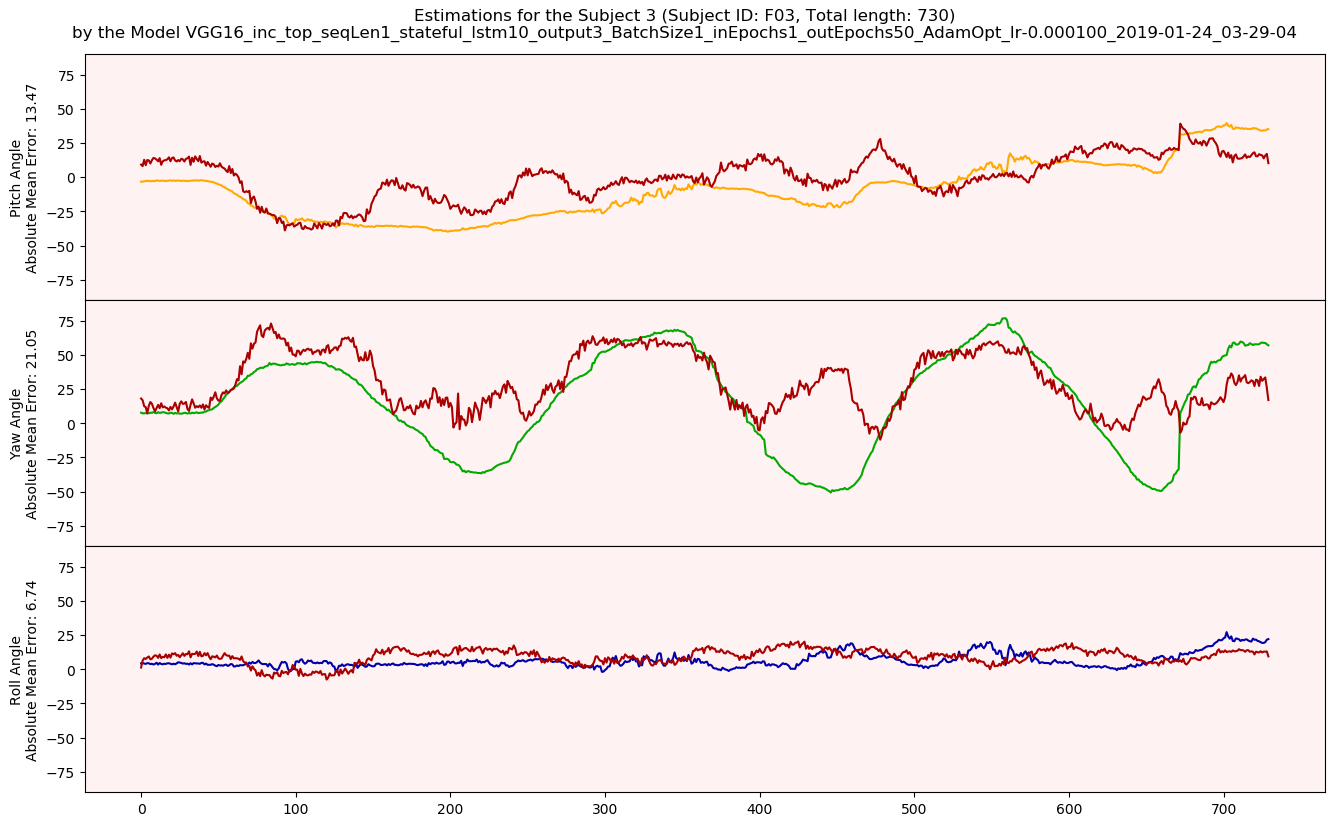 Estimations for the Subject 3 (Subject ID: F03, Total length: 730)
by the Model VGG16_inc_top_seqLen1_stateful_lstm10_output3_BatchSize1_inEpochs1_outEpochs50_AdamOpt_lr-0.000100_2019-01-24_03-29-04
Pitch Angle
Absolute Mean Error: 13.47
75
50
25
0
−25
−50
−75
Yaw Angle
Absolute Mean Error: 21.05
75
50
25
0
−25
−50
−75
Roll Angle
Absolute Mean Error: 6.74
75
50
25
0
−25
−50
−75
0 100 200 300 400 500 600 700